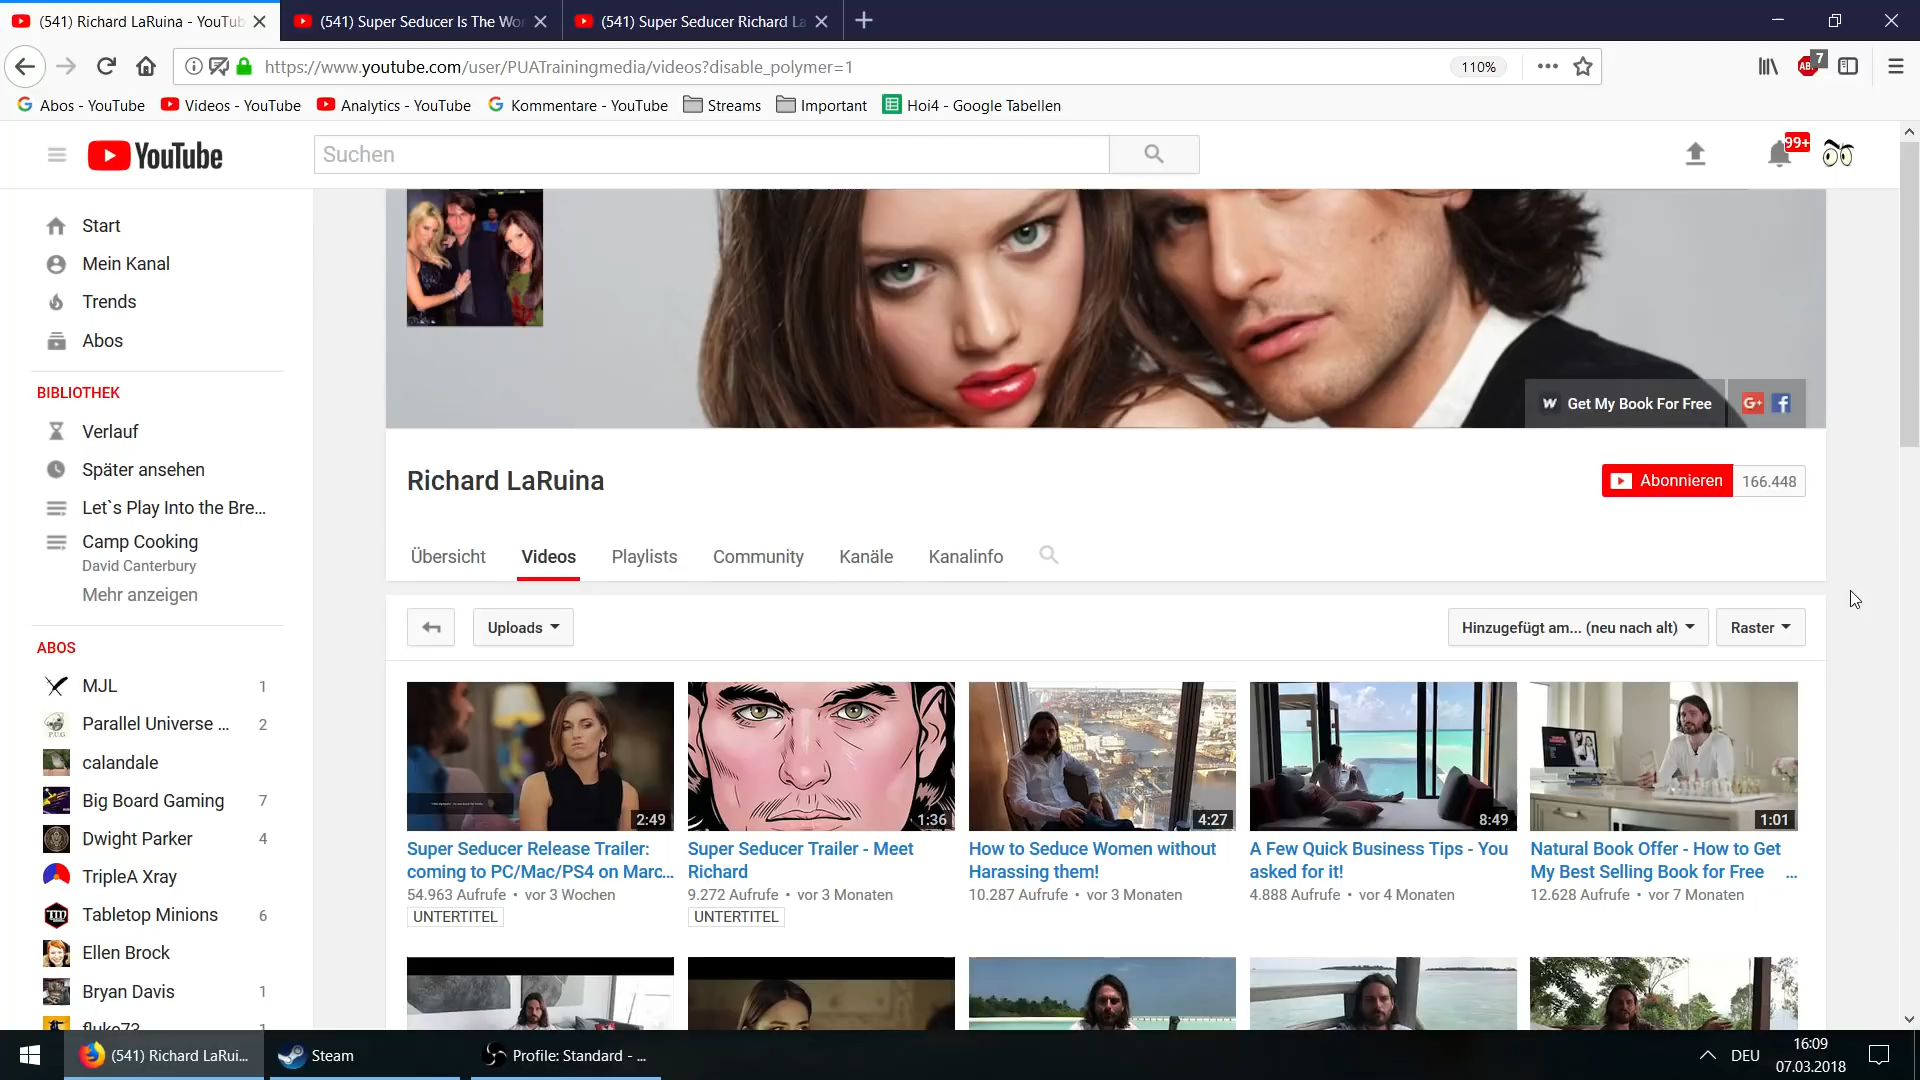 (541) Richard LaRuina - YouTub
(541) Super Seducer Is The Wo
(541) Super Seducer Richard La
https://www.youtube.com/user/PUATrainingmedia/videos?disable_polymer=1
110%
ABP
7
Abos - YouTube
Videos - YouTube
Analytics - YouTube
Kommentare - YouTube
Streams
Important
Hoi4 - Google Tabellen
YouTube
Suchen
99+
Start
Mein Kanal
Trends
Abos
BIBLIOTHEK
Verlauf
Später ansehen
Let`s Play Into the Bre...
Camp Cooking
David Canterbury
Mehr anzeigen
ABOS
MJL 1
Parallel Universe ... 2
calandale
Big Board Gaming 7
Dwight Parker 4
TripleA Xray
Tabletop Minions 6
Ellen Brock
Bryan Davis 1
fluke73 1
W Get My Book For Free
G+ f
Richard LaRuina
Abonnieren 166.448
Übersicht Videos Playlists Community Kanäle Kanalinfo
Uploads
Hinzugefügt am... (neu nach alt)
Raster
2:49
Super Seducer Release Trailer:
coming to PC/Mac/PS4 on Marc...
54.963 Aufrufe • vor 3 Wochen
UNTERTITEL
1:36
Super Seducer Trailer - Meet
Richard
9.272 Aufrufe • vor 3 Monaten
UNTERTITEL
4:27
How to Seduce Women without
Harassing them!
10.287 Aufrufe • vor 3 Monaten
8:49
A Few Quick Business Tips - You
asked for it!
4.888 Aufrufe • vor 4 Monaten
1:01
Natural Book Offer - How to Get
My Best Selling Book for Free ...
12.628 Aufrufe • vor 7 Monaten
(541) Richard LaRui...
Steam
Profile: Standard - ...
DEU
16:09
07.03.2018